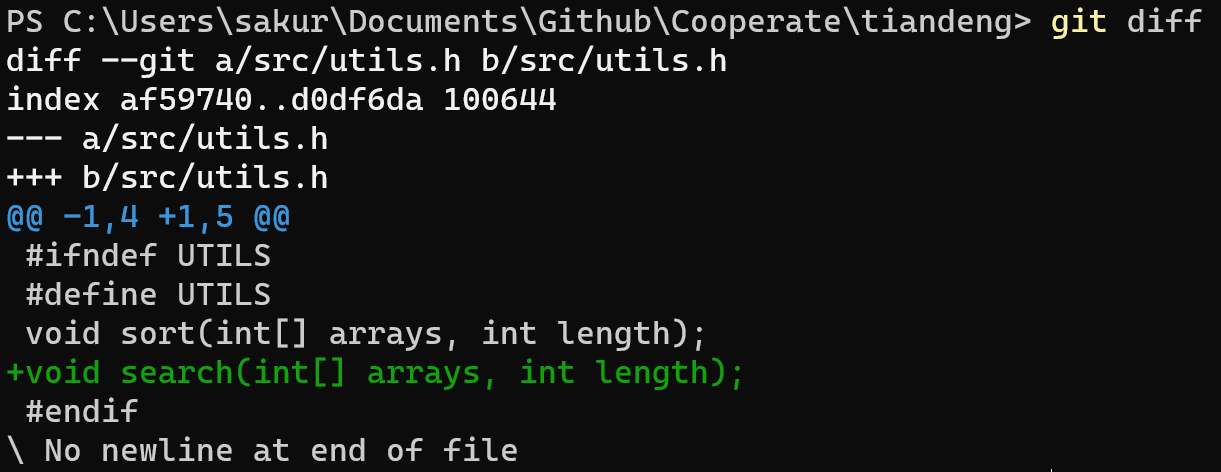 PS C:\Users\sakur\Documents\Github\Cooperate\tiandeng> git diff
diff --git a/src/utils.h b/src/utils.h
index af59740..d0df6da 100644
--- a/src/utils.h
+++ b/src/utils.h
@@ -1,4 +1,5 @@
 #ifndef UTILS
 #define UTILS
 void sort(int[] arrays, int length);
+void search(int[] arrays, int length);
 #endif
\ No newline at end of file